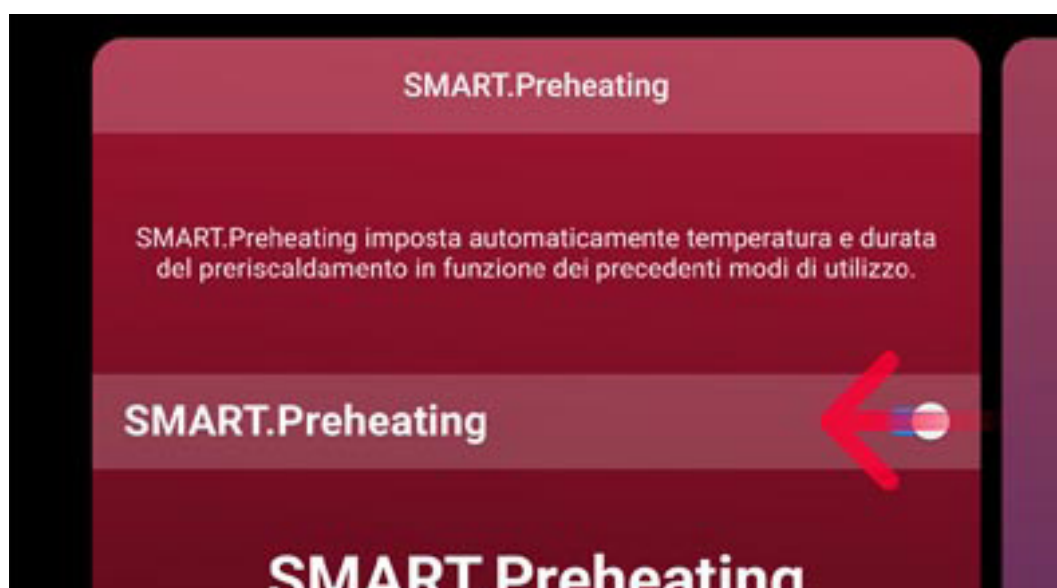 SMART.Preheating
SMART.Preheating imposta automaticamente temperatura e durata
del preriscaldamento in funzione dei precedenti modi di utilizzo.
SMART.Preheating
SMART.Preheating